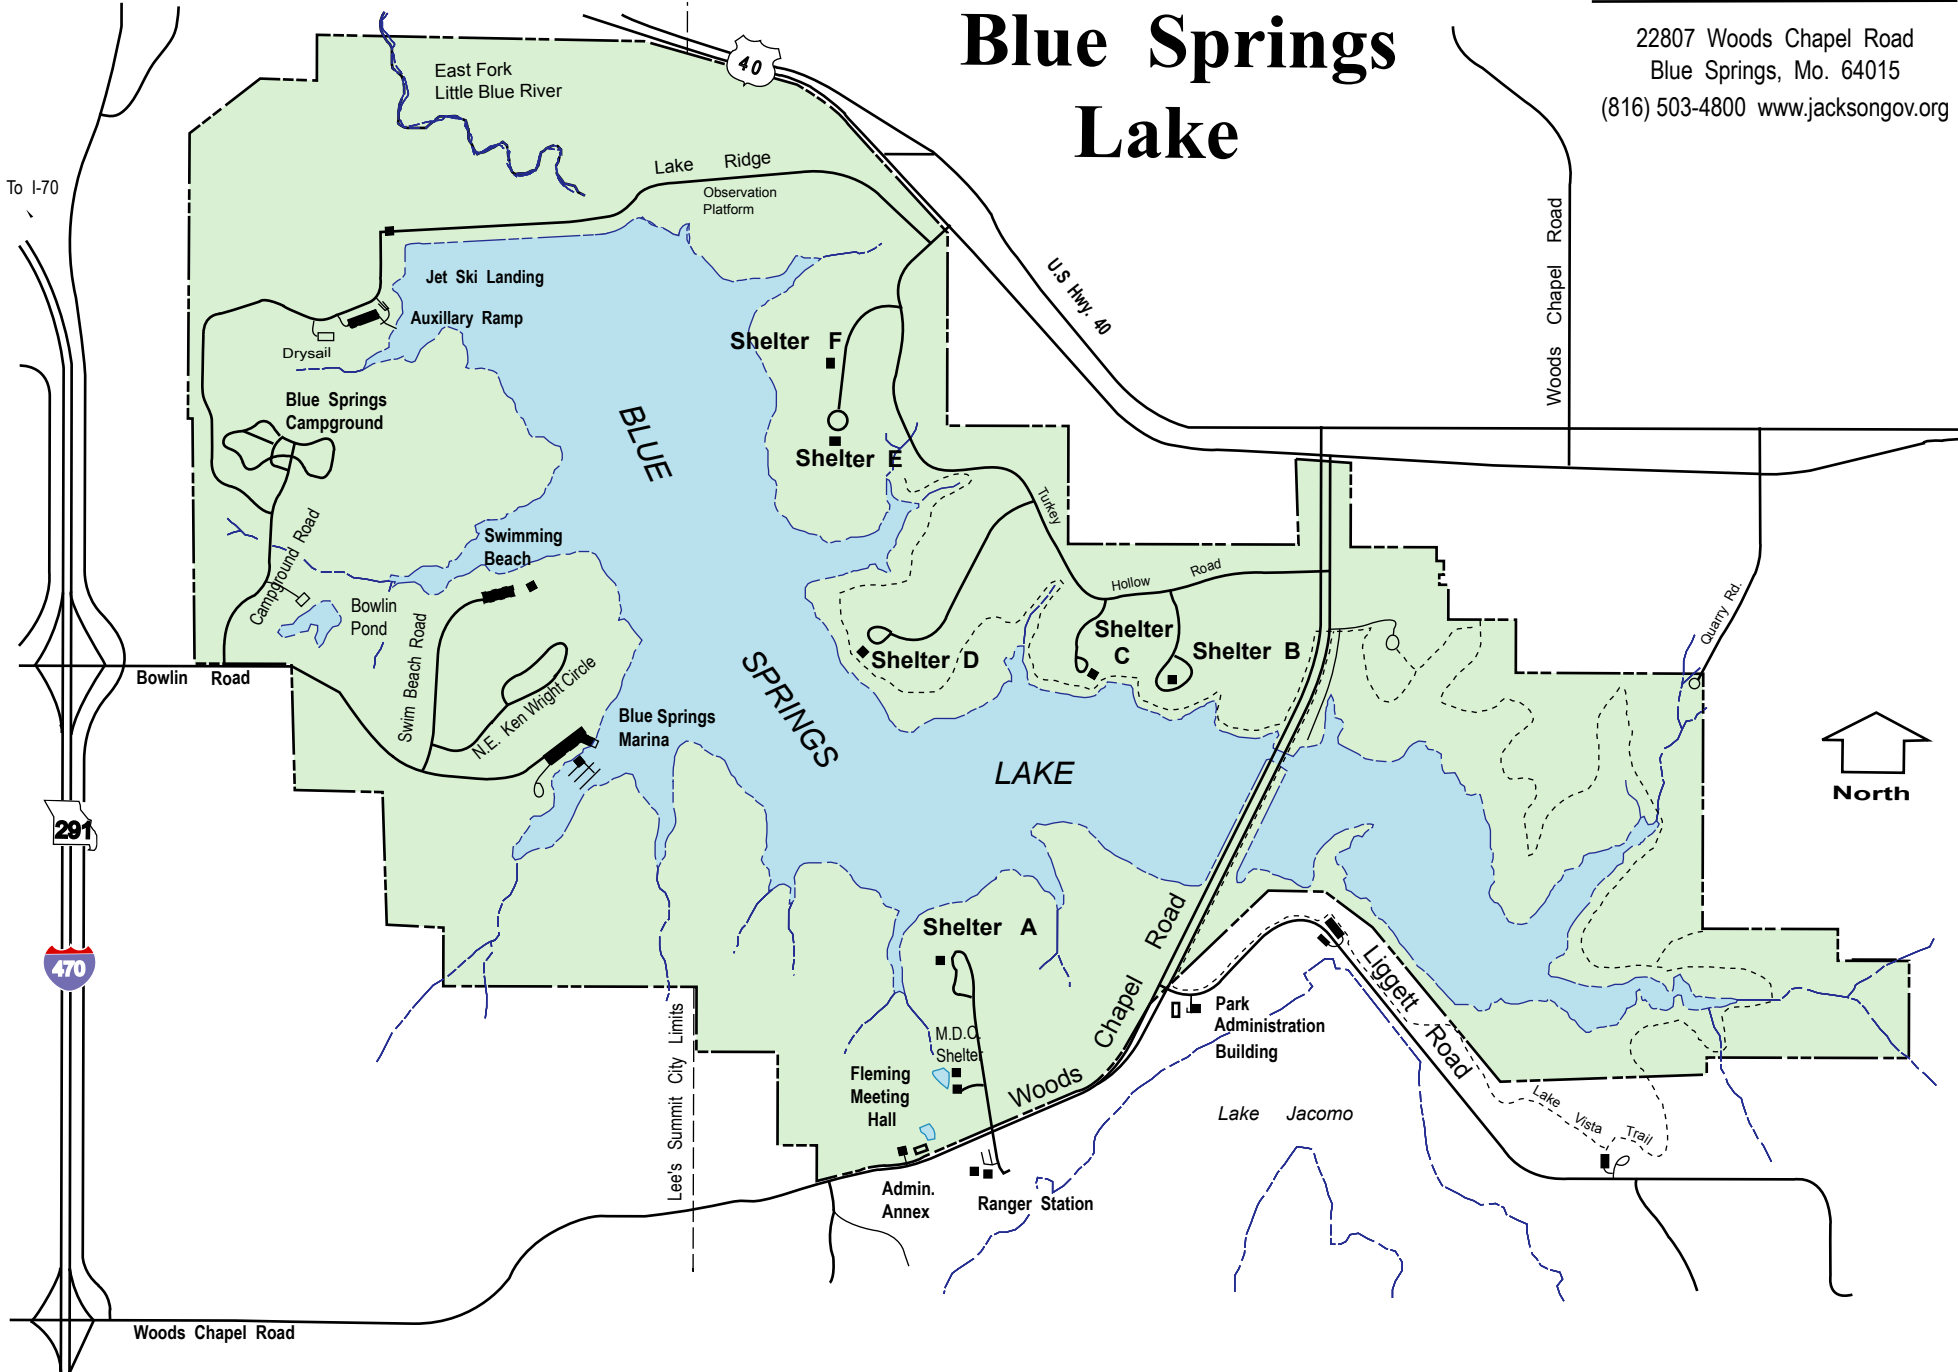 Blue Springs
Lake
22807 Woods Chapel Road
Blue Springs, Mo. 64015
(816) 503-4800 www.jacksongov.org
40
East Fork
Little Blue River
To I-70
Lake Ridge
Observation
Platform
Jet Ski Landing
Auxillary Ramp
Drysail
U.S Hwy. 40
Woods Chapel Road
Shelter F
Blue Springs
Campground
BLUE
Shelter E
Turkey
Hollow Road
Campground Road
Swimming
Beach
Bowlin
Pond
Quarry Rd.
Shelter
C
Shelter B
Shelter D
Bowlin Road
Swim Beach Road
N.E. Ken Wright Circle
SPRINGS
Blue Springs
Marina
LAKE
North
291
470
Shelter A
Woods Chapel Road
Liggett Road
Park
Administration
Building
Lee's Summit City Limits
M.D.C.
Shelter
Fleming
Meeting
Hall
Lake Jacomo
Lake Vista Trail
Admin.
Annex
Ranger Station
Woods Chapel Road